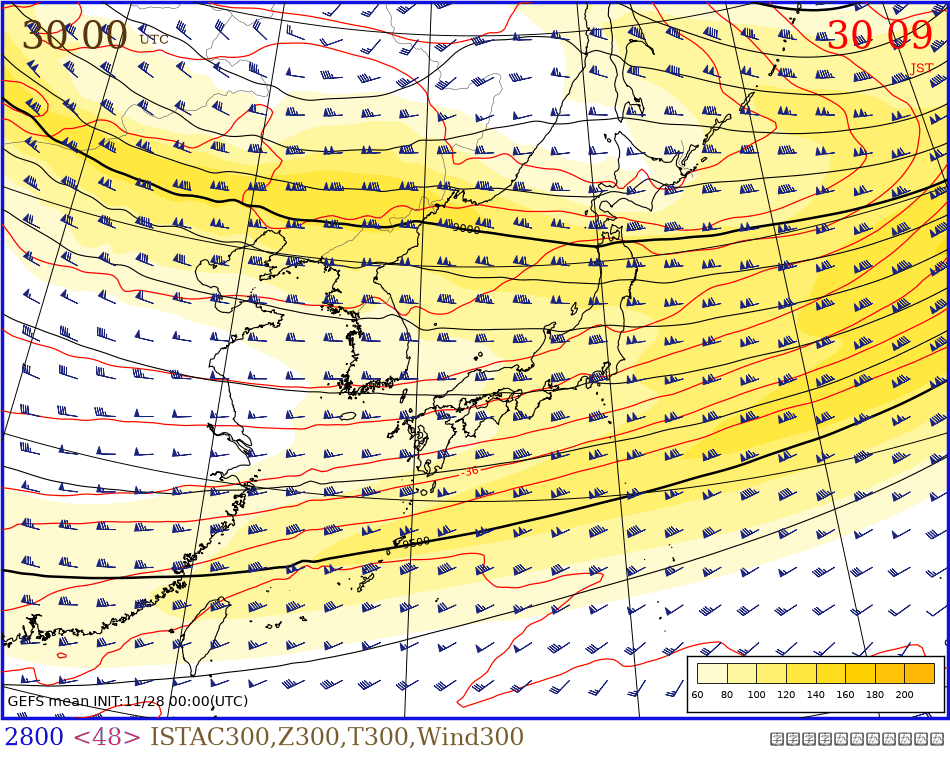 30 00 UTC
30 09
JST
9000
-36
9500
60 80 100 120 140 160 180 200
GEFS mean INIT:11/28 00:00(UTC)
2800 <48> ISTAC300,Z300,T300,Wind300